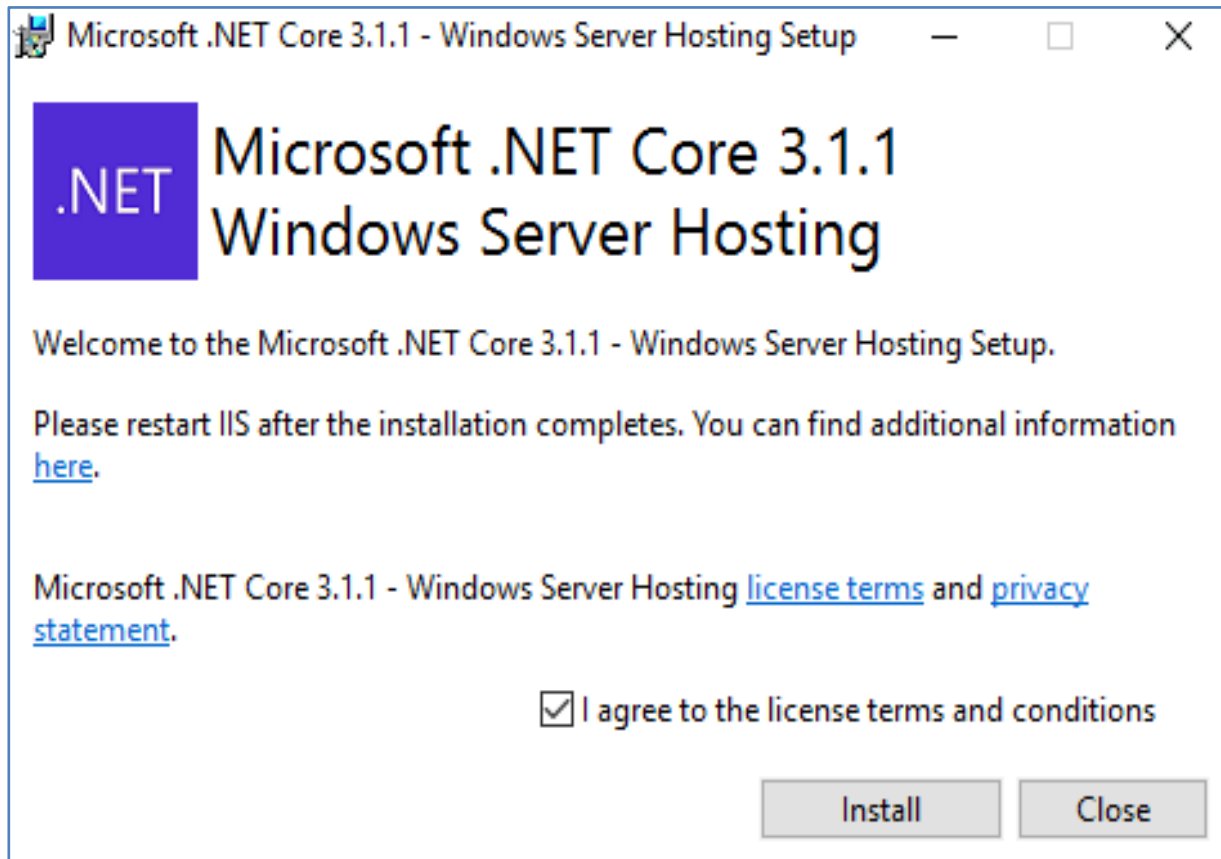 Microsoft .NET Core 3.1.1 - Windows Server Hosting Setup
.NET
Microsoft .NET Core 3.1.1
Windows Server Hosting
Welcome to the Microsoft .NET Core 3.1.1 - Windows Server Hosting Setup.
Please restart IIS after the installation completes. You can find additional information
here.
Microsoft .NET Core 3.1.1 - Windows Server Hosting license terms and privacy
statement.
I agree to the license terms and conditions
Install
Close